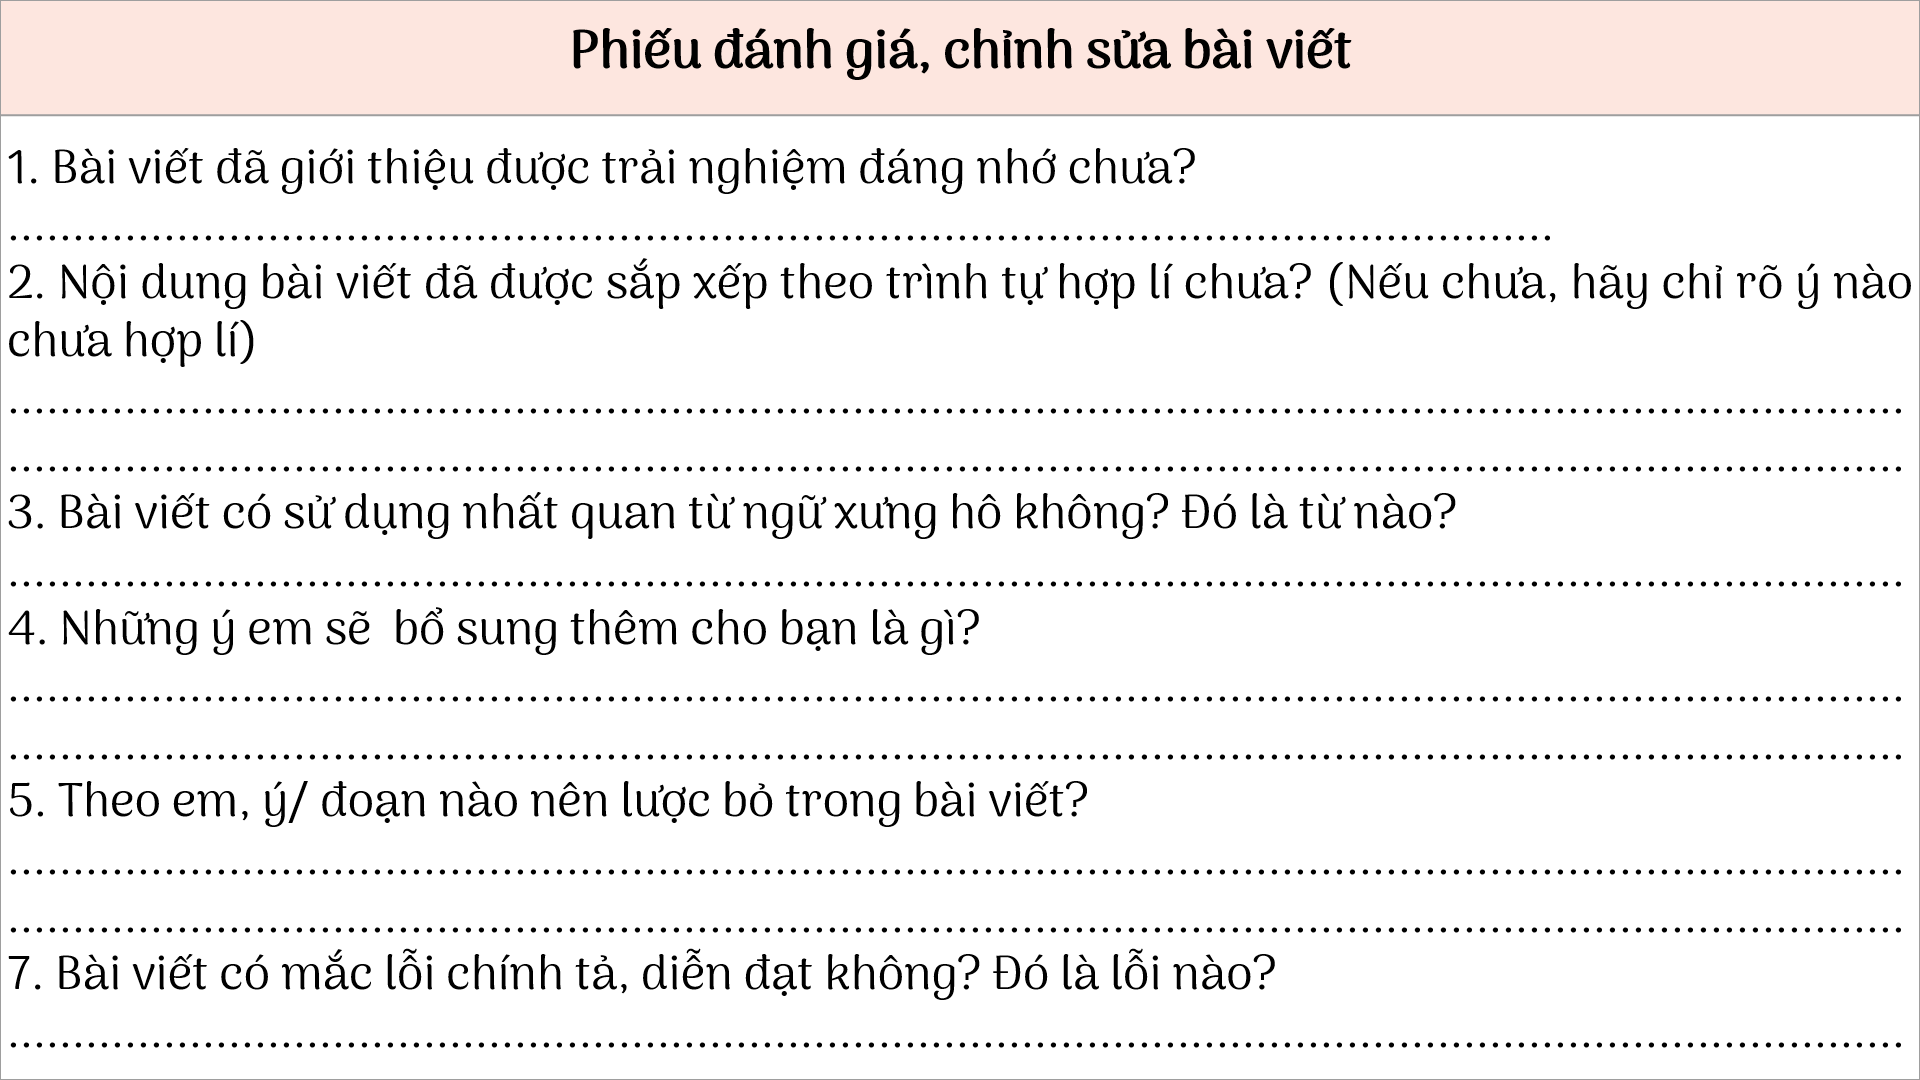 Phiếu đánh giá, chỉnh sửa bài viết
1. Bài viết đã giới thiệu được trải nghiệm đáng nhớ chưa?
.......................................................................................................................
2. Nội dung bài viết đã được sắp xếp theo trình tự hợp lí chưa? (Nếu chưa, hãy chỉ rõ ý nào
chưa hợp lí)
..................................................................................................................................................
..................................................................................................................................................
3. Bài viết có sử dụng nhất quan từ ngữ xưng hô không? Đó là từ nào?
..................................................................................................................................................
4. Những ý em sẽ  bổ sung thêm cho bạn là gì?
..................................................................................................................................................
..................................................................................................................................................
5. Theo em, ý/ đoạn nào nên lược bỏ trong bài viết?
..................................................................................................................................................
..................................................................................................................................................
7. Bài viết có mắc lỗi chính tả, diễn đạt không? Đó là lỗi nào?
..................................................................................................................................................